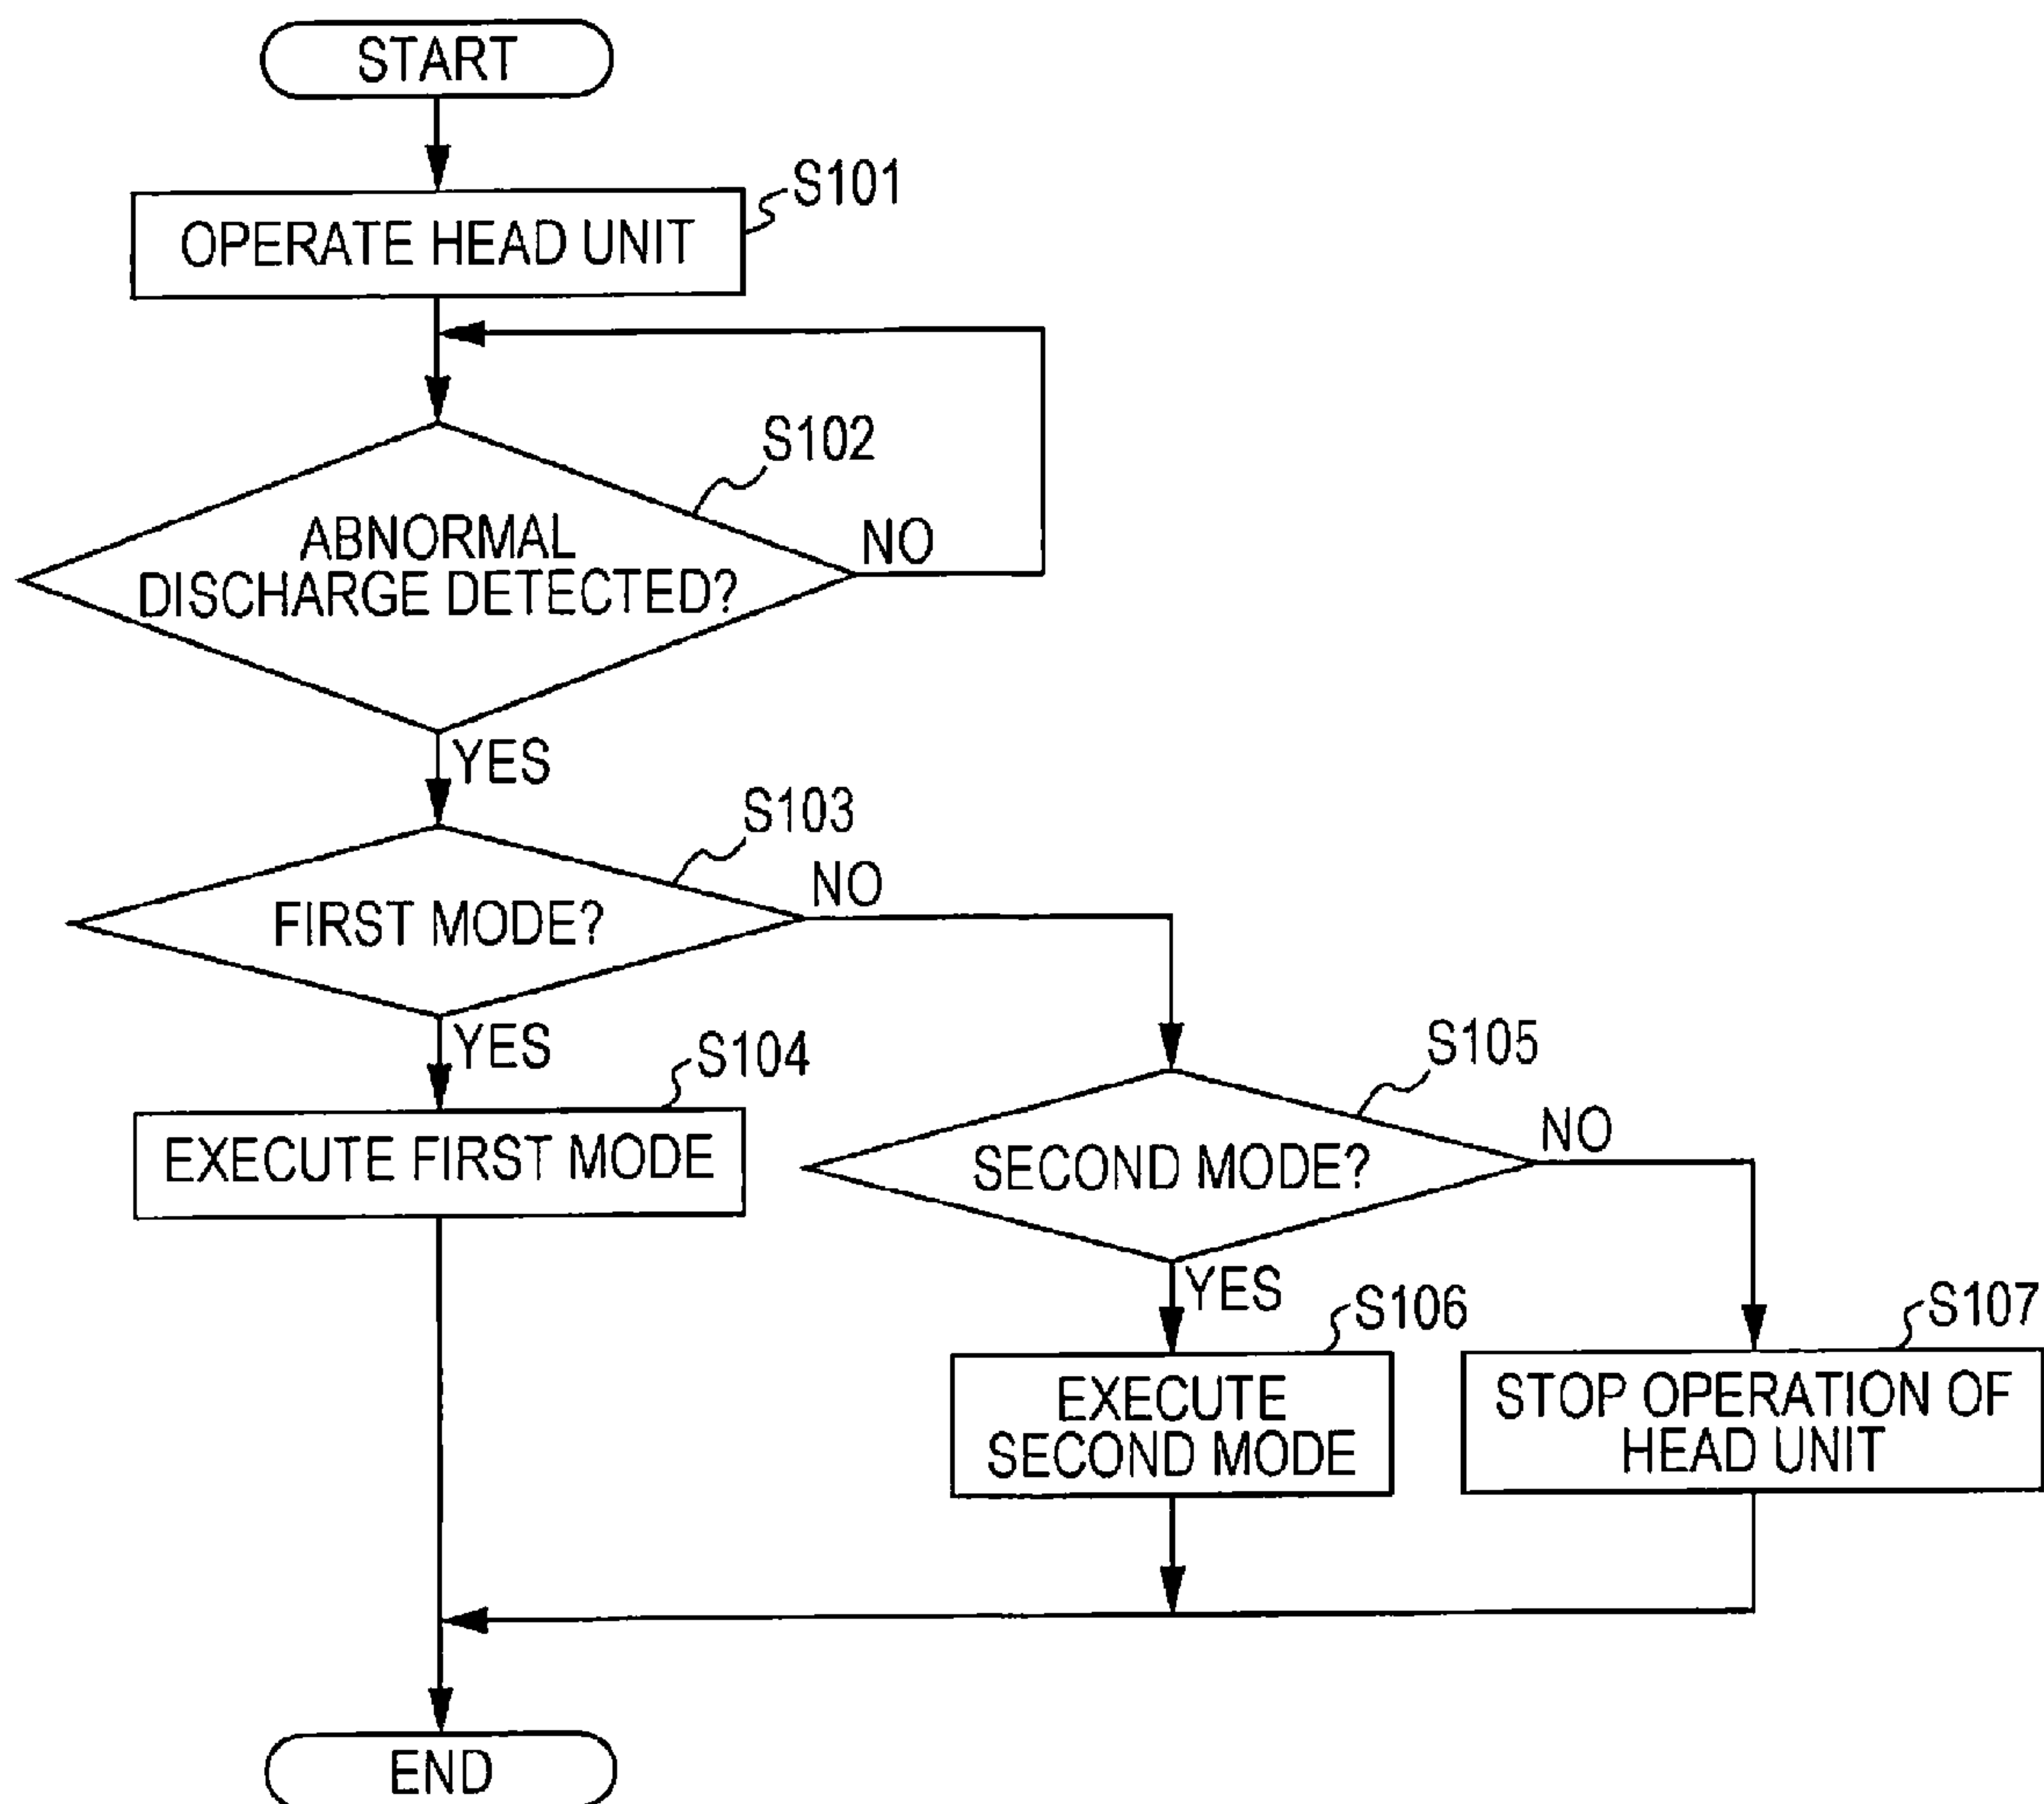 START
S101
OPERATE HEAD UNIT
S102
ABNORMAL
DISCHARGE DETECTED?
NO
YES
S103
FIRST MODE?
NO
YES
S104
EXECUTE FIRST MODE
S105
SECOND MODE?
NO
YES
S106
EXECUTE
SECOND MODE
S107
STOP OPERATION OF
HEAD UNIT
END